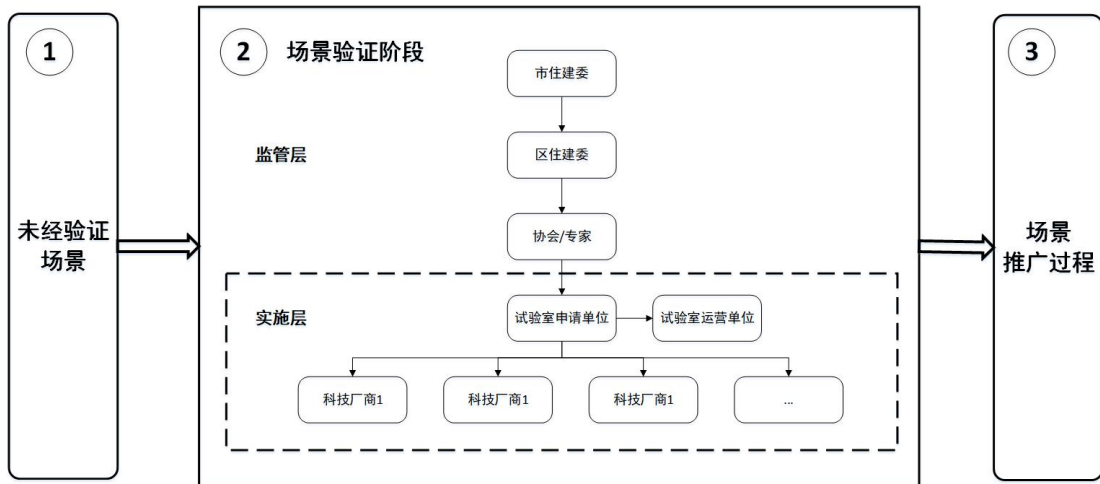 1
未经验证
场景
2
场景验证阶段
市住建委
监管层
区住建委
协会/专家
实施层
试验室申请单位
试验室运营单位
科技厂商1
科技厂商1
科技厂商1
...
3
场景
推广过程